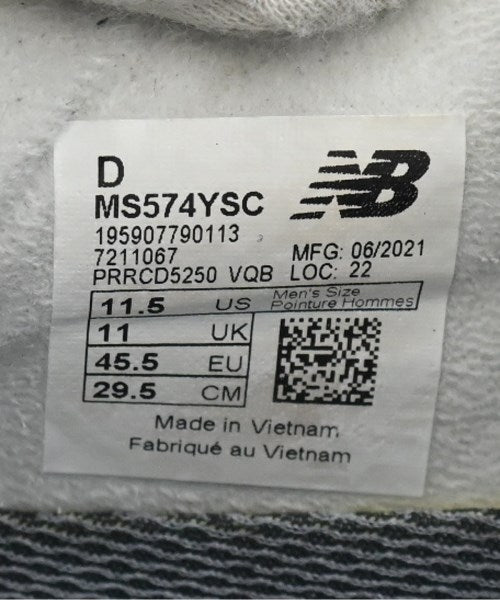 D
NB
MS574YSC
195907790113
7211067 MFG: 06/2021
PRRCD5250 VQB LOC: 22
11.5 US Men's Size
Pointure Hommes
11 UK
45.5 EU
29.5 CM
Made in Vietnam
Fabriqué au Vietnam